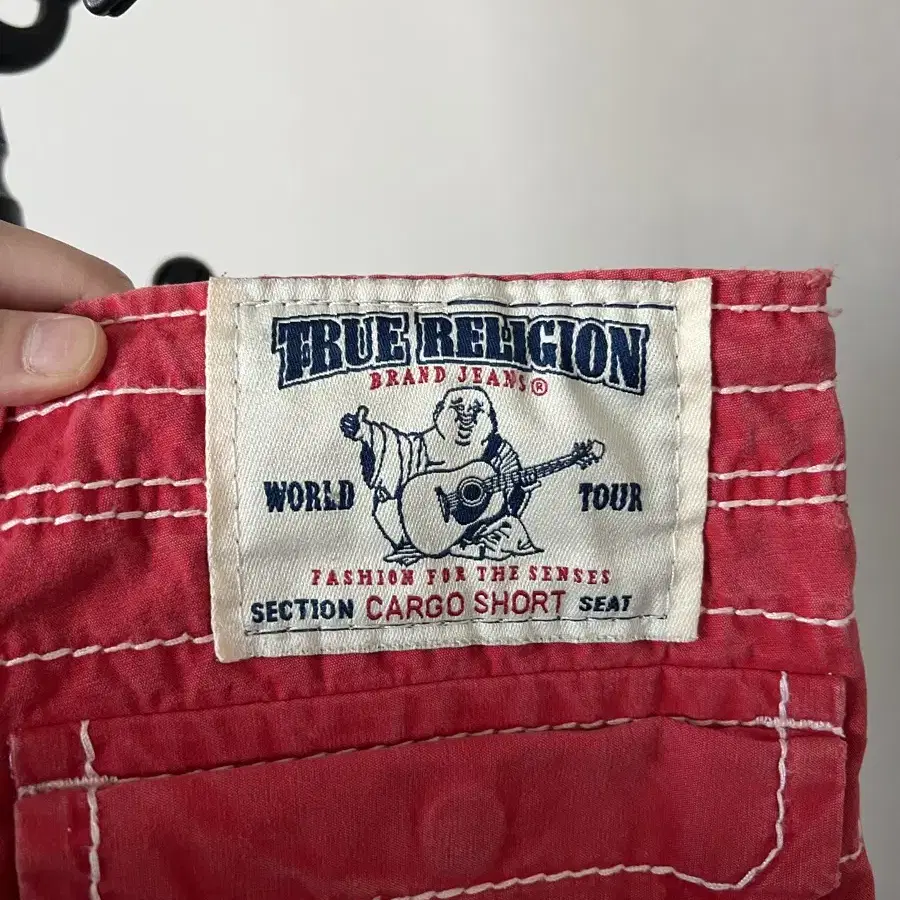 TRUE RELIGION
BRAND JEANS®
WORLD TOUR
FASHION FOR THE SENSES
SECTION CARGO SHORT SEAT